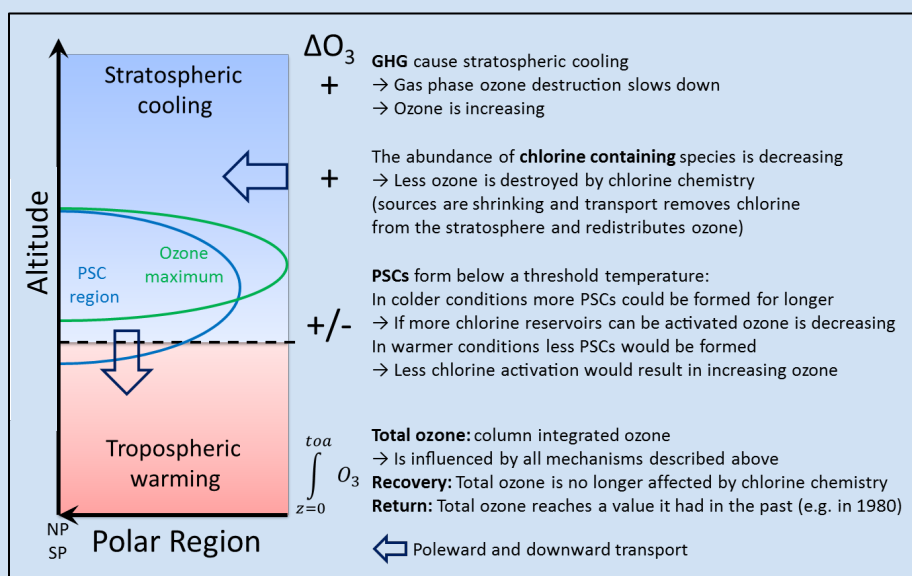 Stratospheric
cooling
Altitude
PSC
region
Ozone
maximum
Tropospheric
warming
NP
SP
Polar Region
ΔO₃
+
GHG cause stratospheric cooling
→ Gas phase ozone destruction slows down
→ Ozone is increasing
+
The abundance of chlorine containing species is decreasing
→ Less ozone is destroyed by chlorine chemistry
(sources are shrinking and transport removes chlorine
from the stratosphere and redistributes ozone)
+/-
PSCs form below a threshold temperature:
In colder conditions more PSCs could be formed for longer
→ If more chlorine reservoirs can be activated ozone is decreasing
In warmer conditions less PSCs would be formed
→ Less chlorine activation would result in increasing ozone
toa
∫ O₃
z=0
Total ozone: column integrated ozone
→ Is influenced by all mechanisms described above
Recovery: Total ozone is no longer affected by chlorine chemistry
Return: Total ozone reaches a value it had in the past (e.g. in 1980)
Poleward and downward transport